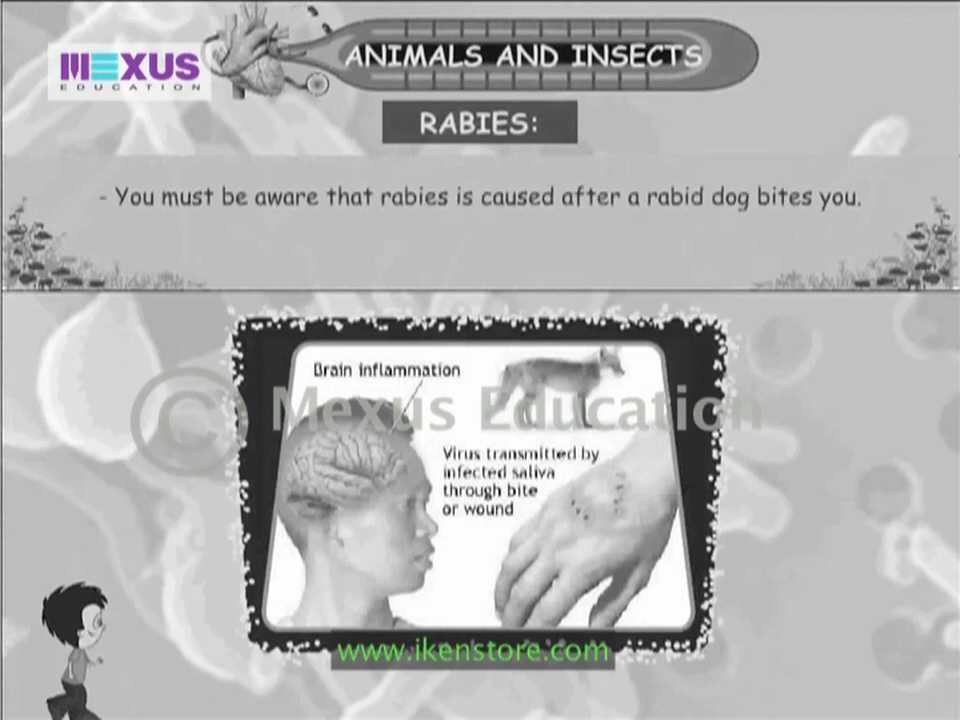 MEXUS
EDUCATION
ANIMALS AND INSECTS
RABIES:
- You must be aware that rabies is caused after a rabid dog bites you.
Brain inflammation
© Mexus Education
Virus transmitted by
infected saliva
through bite
or wound
www.ikenstore.com